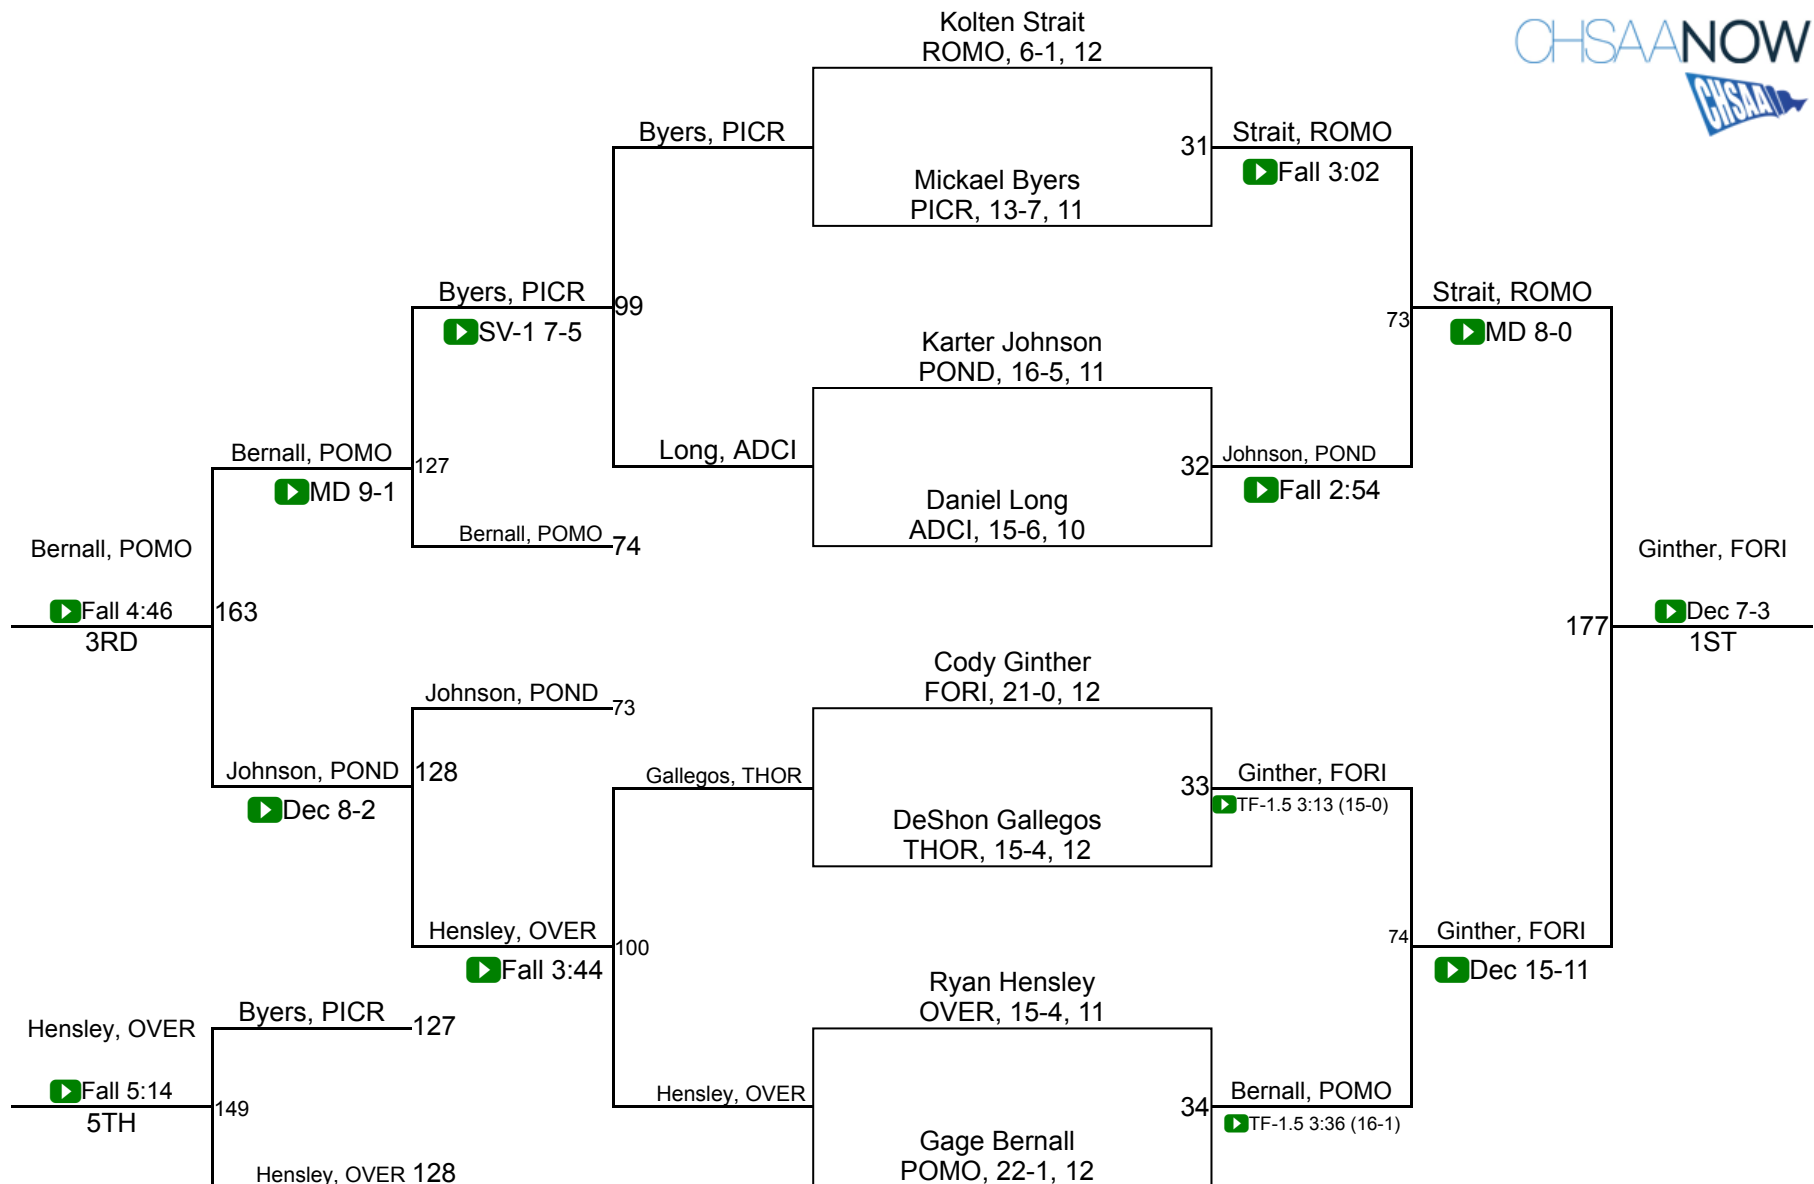 Kolten Strait
ROMO, 6-1, 12
CHSAANOW
CHSAA
Byers, PICR
31
Strait, ROMO
Fall 3:02
Mickael Byers
PICR, 13-7, 11
Byers, PICR
99
SV-1 7-5
Strait, ROMO
73
MD 8-0
Karter Johnson
POND, 16-5, 11
Bernall, POMO
127
MD 9-1
Long, ADCI
32
Johnson, POND
Fall 2:54
Daniel Long
ADCI, 15-6, 10
Bernall, POMO
74
Bernall, POMO
Ginther, FORI
Fall 4:46
163
3RD
177
Dec 7-3
1ST
Cody Ginther
FORI, 21-0, 12
Johnson, POND
73
Johnson, POND
128
Dec 8-2
Gallegos, THOR
33
Ginther, FORI
TF-1.5 3:13 (15-0)
DeShon Gallegos
THOR, 15-4, 12
Hensley, OVER
100
Fall 3:44
74
Ginther, FORI
Dec 15-11
Ryan Hensley
OVER, 15-4, 11
Hensley, OVER
Byers, PICR
127
Fall 5:14
149
5TH
Hensley, OVER
34
Bernall, POMO
TF-1.5 3:36 (16-1)
Gage Bernall
POMO, 22-1, 12
Hensley, OVER
128